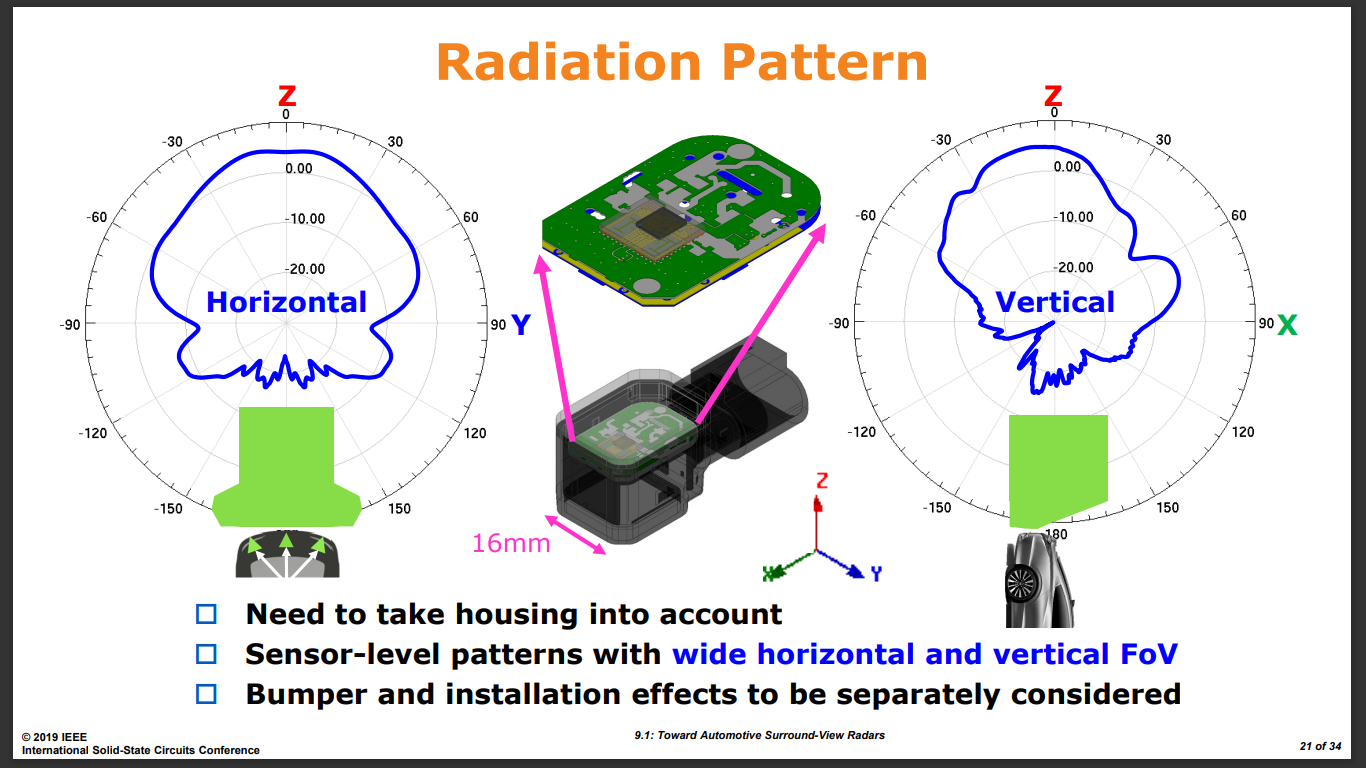 Radiation Pattern
Z
0
-30
30
0.00
-60
60
-10.00
-20.00
Horizontal
-90
90
Y
-120
120
-150
150
16mm
Z
X
Y
Z
0
-30
30
0.00
-60
60
-10.00
-20.00
Vertical
-90
90
X
-120
120
-150
150
180
Need to take housing into account
Sensor-level patterns with wide horizontal and vertical FoV
Bumper and installation effects to be separately considered
© 2019 IEEE
International Solid-State Circuits Conference
9.1: Toward Automotive Surround-View Radars
21 of 34